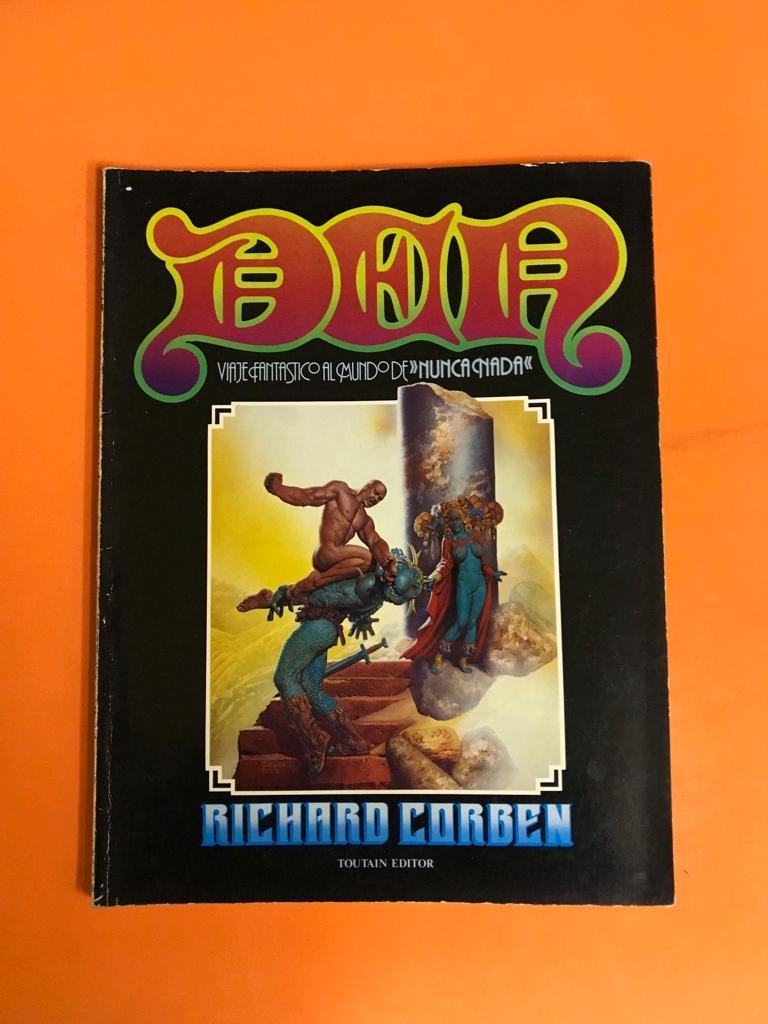 DEN
VIAJE FANTASTICO AL MUNDO DE »NUNCA NADA«
RICHARD CORBEN
TOUTAIN EDITOR